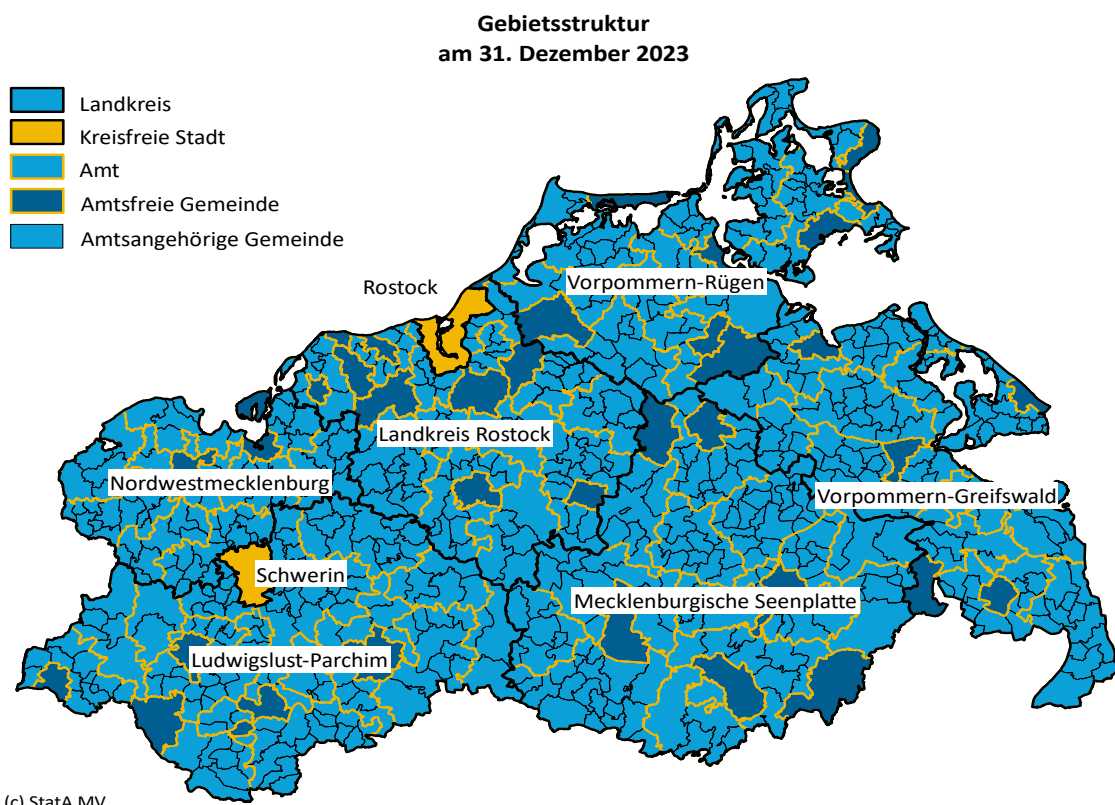 Gebietsstruktur
am 31. Dezember 2023
Landkreis
Kreisfreie Stadt
Amt
Amtsfreie Gemeinde
Amtsangehörige Gemeinde
Rostock
Vorpommern-Rügen
Landkreis Rostock
Nordwestmecklenburg
Vorpommern-Greifswald
Schwerin
Mecklenburgische Seenplatte
Ludwigslust-Parchim
(c) StatA MV